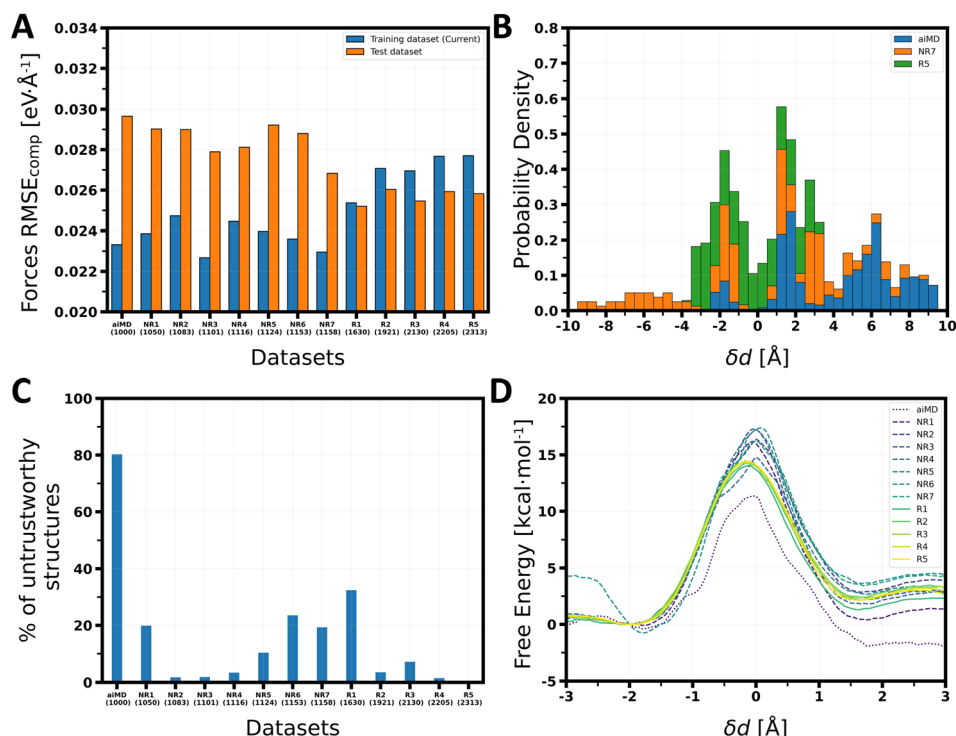 A
Forces RMSEcomp [eV·Å-1]
0.034
0.032
0.030
0.028
0.026
0.024
0.022
0.020
Training dataset (Current)
Test dataset
aiMD NR1 NR2 NR3 NR4 NR5 NR6 NR7 R1 R2 R3 R4 R5
(1000) (1050) (1083) (1101) (1116) (1124) (1153) (1158) (1630) (1921) (2130) (2205) (2313)
Datasets
B
Probability Density
0.8
0.7
0.6
0.5
0.4
0.3
0.2
0.1
0.0
aiMD
NR7
R5
-10 -8 -6 -4 -2 0 2 4 6 8 10
δd [Å]
C
% of untrustworthy
structures
100
80
60
40
20
0
aiMD NR1 NR2 NR3 NR4 NR5 NR6 NR7 R1 R2 R3 R4 R5
(1000) (1050) (1083) (1101) (1116) (1124) (1153) (1158) (1630) (1921) (2130) (2205) (2313)
Datasets
D
Free Energy [kcal·mol-1]
20
15
10
5
0
-5
aiMD
NR1
NR2
NR3
NR4
NR5
NR6
NR7
R1
R2
R3
R4
R5
-3 -2 -1 0 1 2 3
δd [Å]